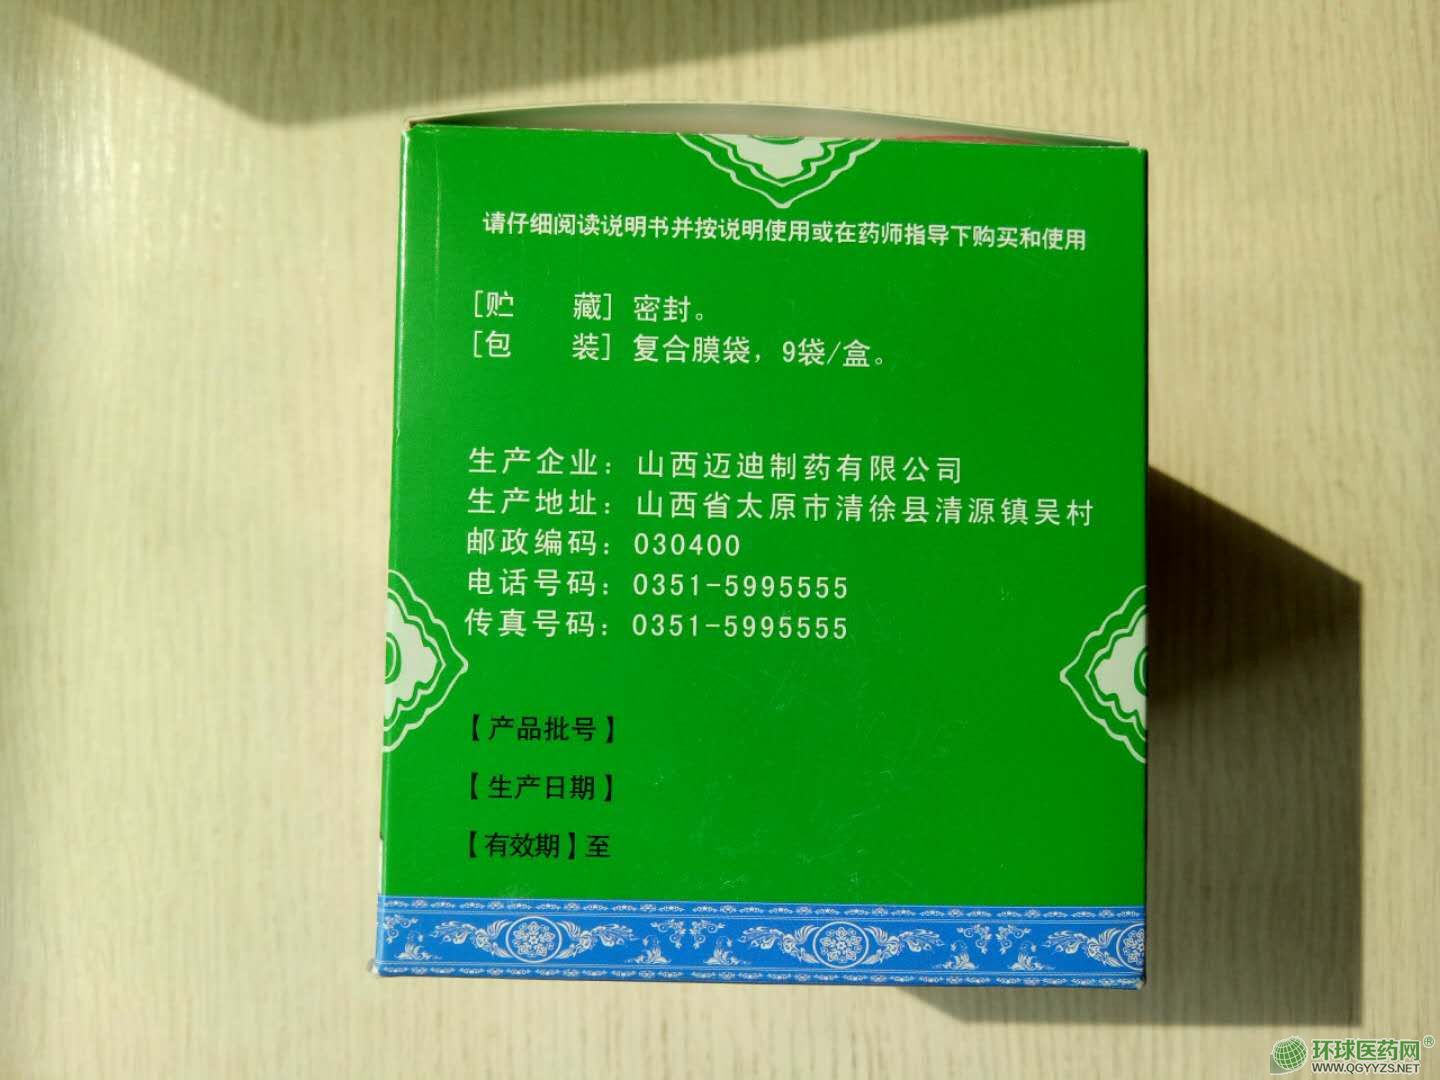 请仔细阅读说明书并按说明使用或在药师指导下购买和使用
[贮 藏] 密封。
[包 装] 复合膜袋，9袋/盒。
生产企业：山西迈迪制药有限公司
生产地址：山西省太原市清徐县清源镇吴村
邮政编码：030400
电话号码：0351-5995555
传真号码：0351-5995555
【产品批号】
【生产日期】
【有效期】至
环球医药网®
WWW.QGYYZS.NET